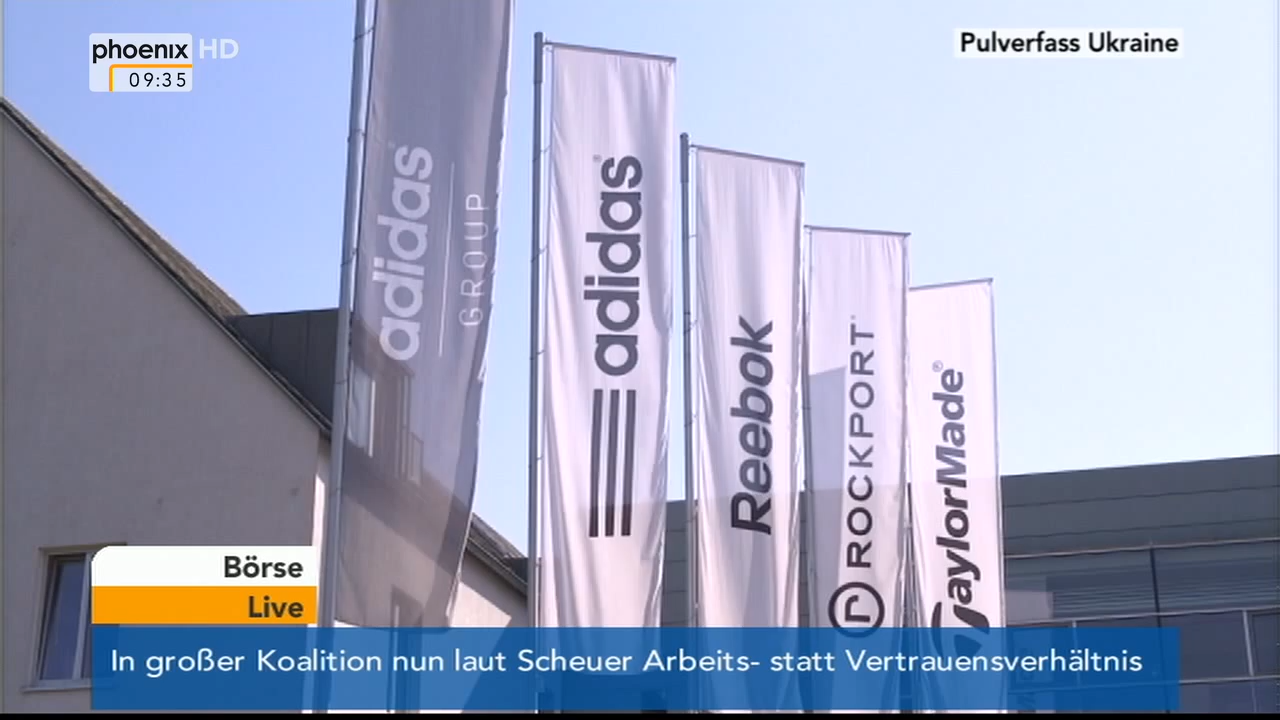 phoenix HD
09:35
Pulverfass Ukraine
adidas
GROUP
adidas
Reebok
ROCKPORT
TaylorMade®
Börse
Live
In großer Koalition nun laut Scheuer Arbeits- statt Vertrauensverhältnis